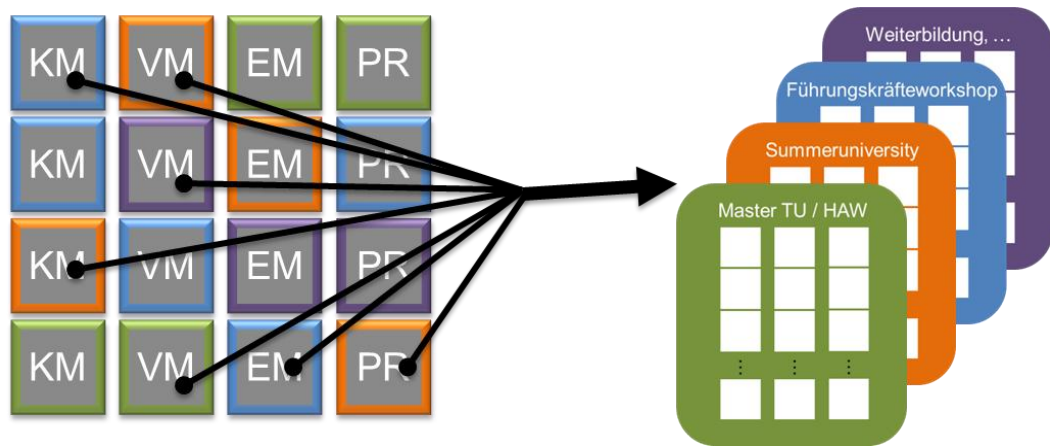 KM VM EM PR
KM VM EM PR
KM VM EM PR
KM VM EM PR
Weiterbildung, ...
Führungskräfteworkshop
Summeruniversity
Master TU / HAW